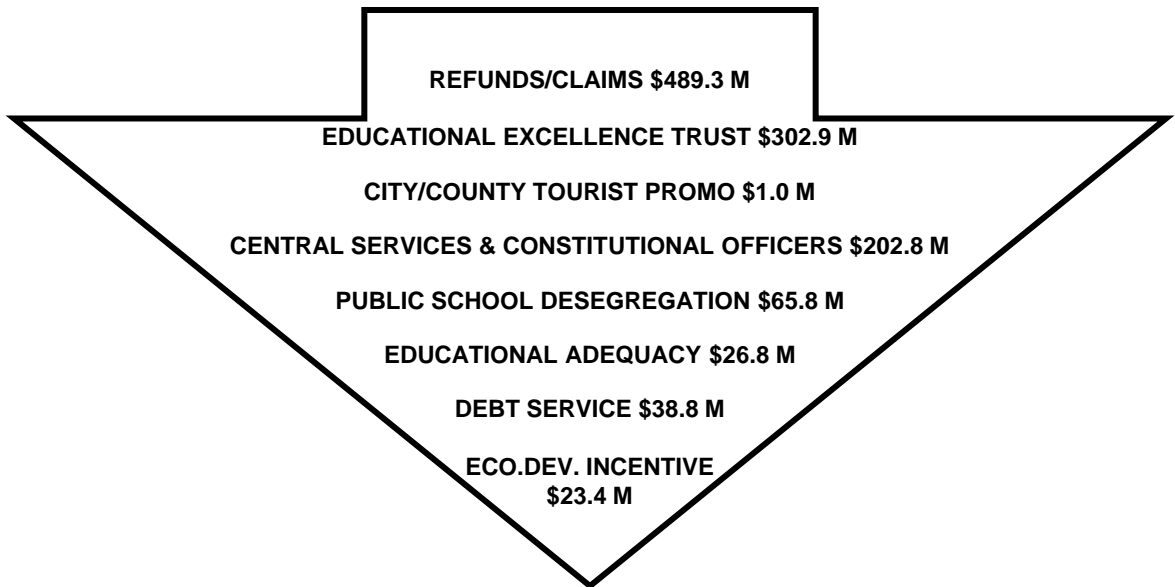 REFUNDS/CLAIMS $489.3 M
EDUCATIONAL EXCELLENCE TRUST $302.9 M
CITY/COUNTY TOURIST PROMO $1.0 M
CENTRAL SERVICES & CONSTITUTIONAL OFFICERS $202.8 M
PUBLIC SCHOOL DESEGREGATION $65.8 M
EDUCATIONAL ADEQUACY $26.8 M
DEBT SERVICE $38.8 M
ECO.DEV. INCENTIVE
$23.4 M